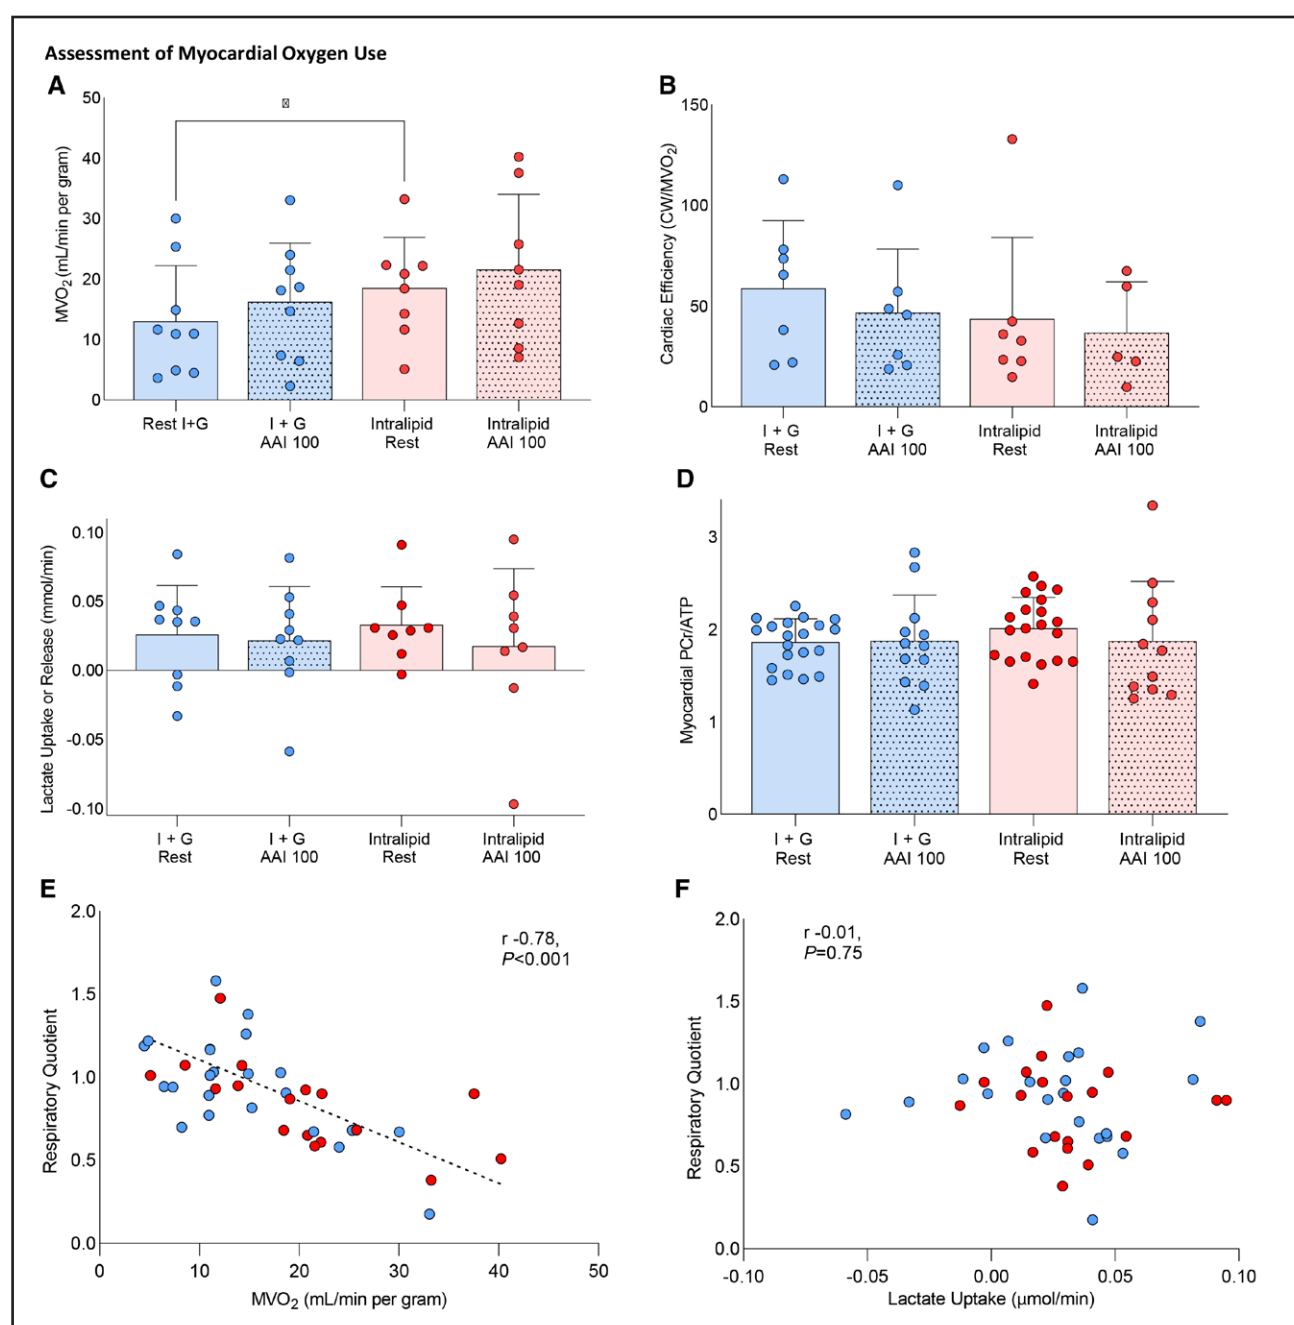 Assessment of Myocardial Oxygen Use
A
MVO2 (mL/min per gram)
50
40
30
20
10
0
Rest I+G
I + G
AAI 100
Intralipid
Rest
Intralipid
AAI 100
B
Cardiac Efficiency (CW/MVO2)
150
100
50
0
I + G
Rest
I + G
AAI 100
Intralipid
Rest
Intralipid
AAI 100
C
Lactate Uptake or Release (mmol/min)
0.10
0.05
0.00
-0.05
-0.10
I + G
Rest
I + G
AAI 100
Intralipid
Rest
Intralipid
AAI 100
D
Myocardial PCr/ATP
3
2
1
0
I + G
Rest
I + G
AAI 100
Intralipid
Rest
Intralipid
AAI 100
E
Respiratory Quotient
2.0
1.5
1.0
0.5
0.0
r -0.78,
P<0.001
0 10 20 30 40 50
MVO2 (mL/min per gram)
F
Respiratory Quotient
2.0
1.5
1.0
0.5
0.0
r -0.01,
P=0.75
-0.10 -0.05 0.00 0.05 0.10
Lactate Uptake (μmol/min)